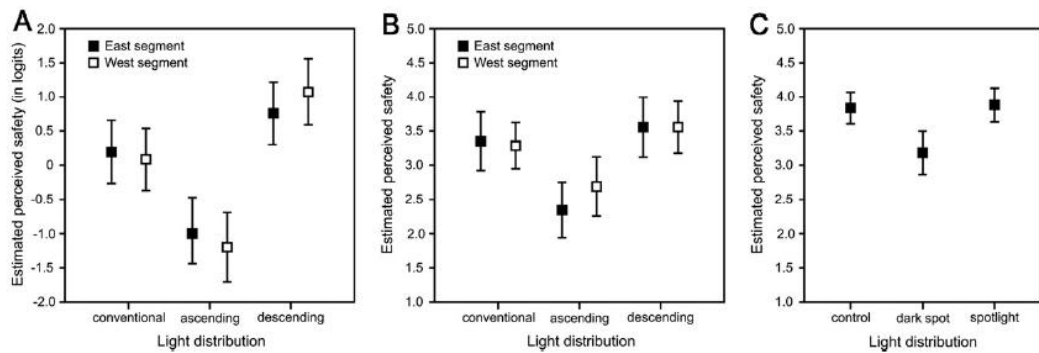 A
Estimated perceived safety (in logits)
2.0
1.5
1.0
0.5
0
-0.5
-1.0
-1.5
-2.0
East segment
West segment
conventional ascending descending
Light distribution
B
Estimated perceived safety
5.0
4.5
4.0
3.5
3.0
2.5
2.0
1.5
1.0
East segment
West segment
conventional ascending descending
Light distribution
C
Estimated perceived safety
5.0
4.5
4.0
3.5
3.0
2.5
2.0
1.5
1.0
control dark spot spotlight
Light distribution